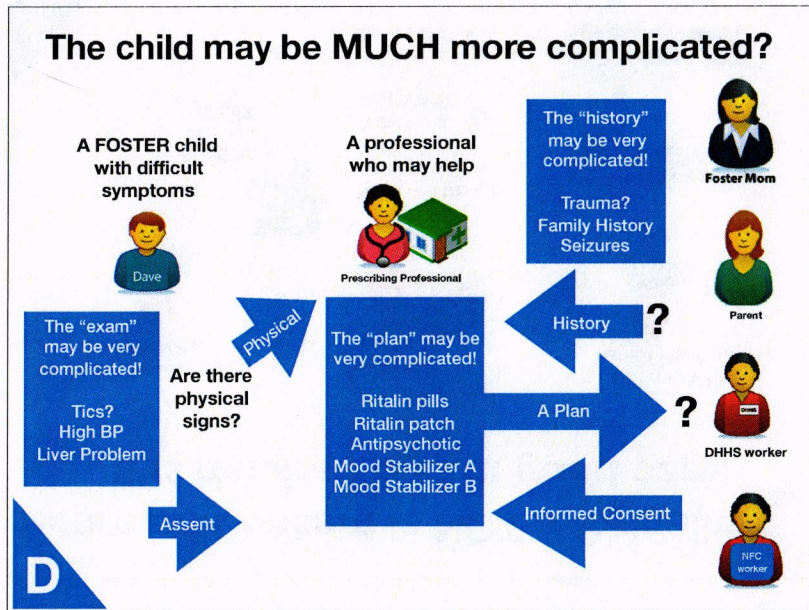 The child may be MUCH more complicated?
A FOSTER child
with difficult
symptoms
Dave
The "exam"
may be very
complicated!
Tics?
High BP
Liver Problem
Are there
physical
signs?
Physical
Assent
A professional
who may help
Prescribing Professional
The "plan" may be
very complicated!
Ritalin pills
Ritalin patch
Antipsychotic
Mood Stabilizer A
Mood Stabilizer B
The "history"
may be very
complicated!
Trauma?
Family History
Seizures
History
?
A Plan
?
Informed Consent
Foster Mom
Parent
DHHS
DHHS worker
NFC
worker
D